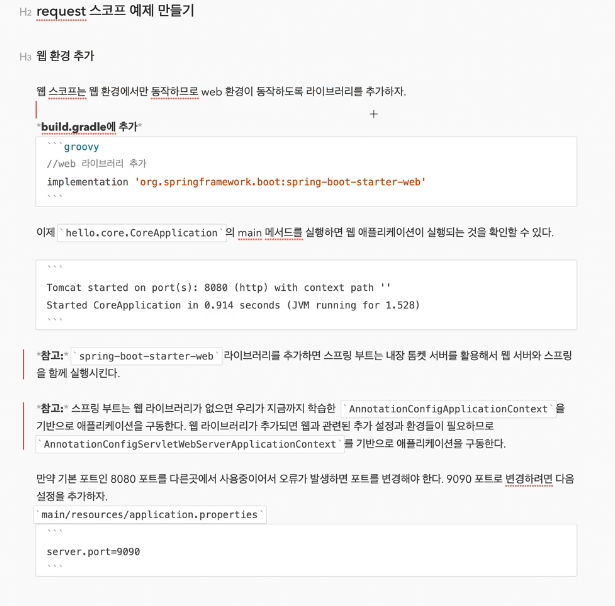 H2 request 스코프 예제 만들기
H3 웹 환경 추가
웹 스코프는 웹 환경에서만 동작하므로 web 환경이 동작하도록 라이브러리를 추가하자.
*build.gradle에 추가*
```groovy
//web 라이브러리 추가
implementation 'org.springframework.boot:spring-boot-starter-web'
```
이제 `hello.core.CoreApplication`의 main 메서드를 실행하면 웹 애플리케이션이 실행되는 것을 확인할 수 있다.
```
Tomcat started on port(s): 8080 (http) with context path ''
Started CoreApplication in 0.914 seconds (JVM running for 1.528)
```
*참고:* `spring-boot-starter-web` 라이브러리를 추가하면 스프링 부트는 내장 톰켓 서버를 활용해서 웹 서버와 스프링
을 함께 실행시킨다.
*참고:* 스프링 부트는 웹 라이브러리가 없으면 우리가 지금까지 학습한 `AnnotationConfigApplicationContext`을
기반으로 애플리케이션을 구동한다. 웹 라이브러리가 추가되면 웹과 관련된 추가 설정과 환경들이 필요하므로
`AnnotationConfigServletWebServerApplicationContext`를 기반으로 애플리케이션을 구동한다.
만약 기본 포트인 8080 포트를 다른곳에서 사용중이어서 오류가 발생하면 포트를 변경해야 한다. 9090 포트로 변경하려면 다음
설정을 추가하자.
`main/resources/application.properties`
```
server.port=9090
```